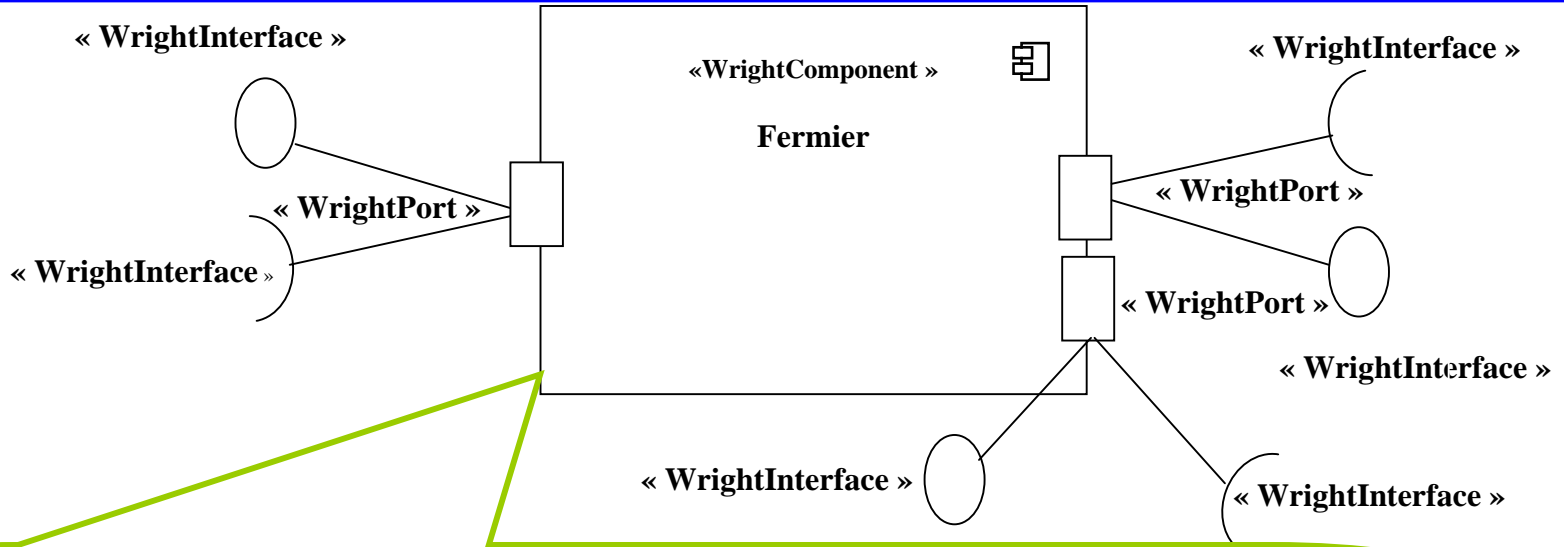 « WrightInterface »
« WrightInterface »
«WrightComponent »
Fermier
« WrightPort »
« WrightPort »
« WrightInterface »
« WrightPort »
« WrightInterface »
« WrightInterface »
« WrightInterface »